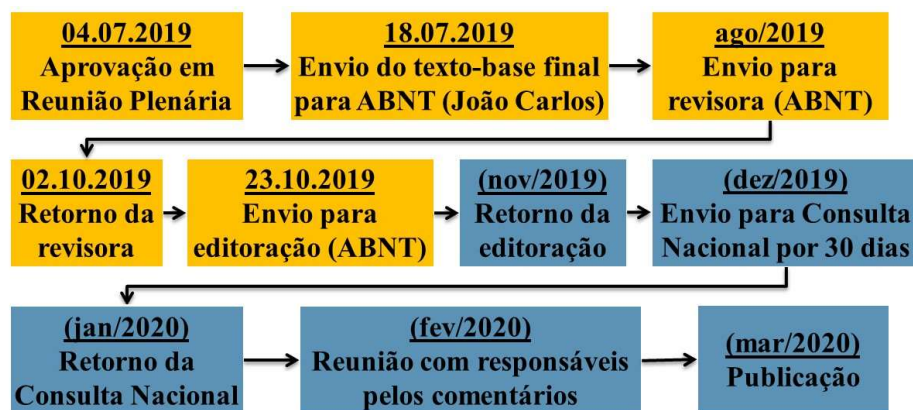 04.07.2019
Aprovação em
Reunião Plenária
18.07.2019
Envio do texto-base final
para ABNT (João Carlos)
ago/2019
Envio para
revisora (ABNT)
02.10.2019
Retorno da
revisora
23.10.2019
Envio para
editoração (ABNT)
(nov/2019)
Retorno da
editoração
(dez/2019)
Envio para Consulta
Nacional por 30 dias
(jan/2020)
Retorno da
Consulta Nacional
(fev/2020)
Reunião com responsáveis
pelos comentários
(mar/2020)
Publicação